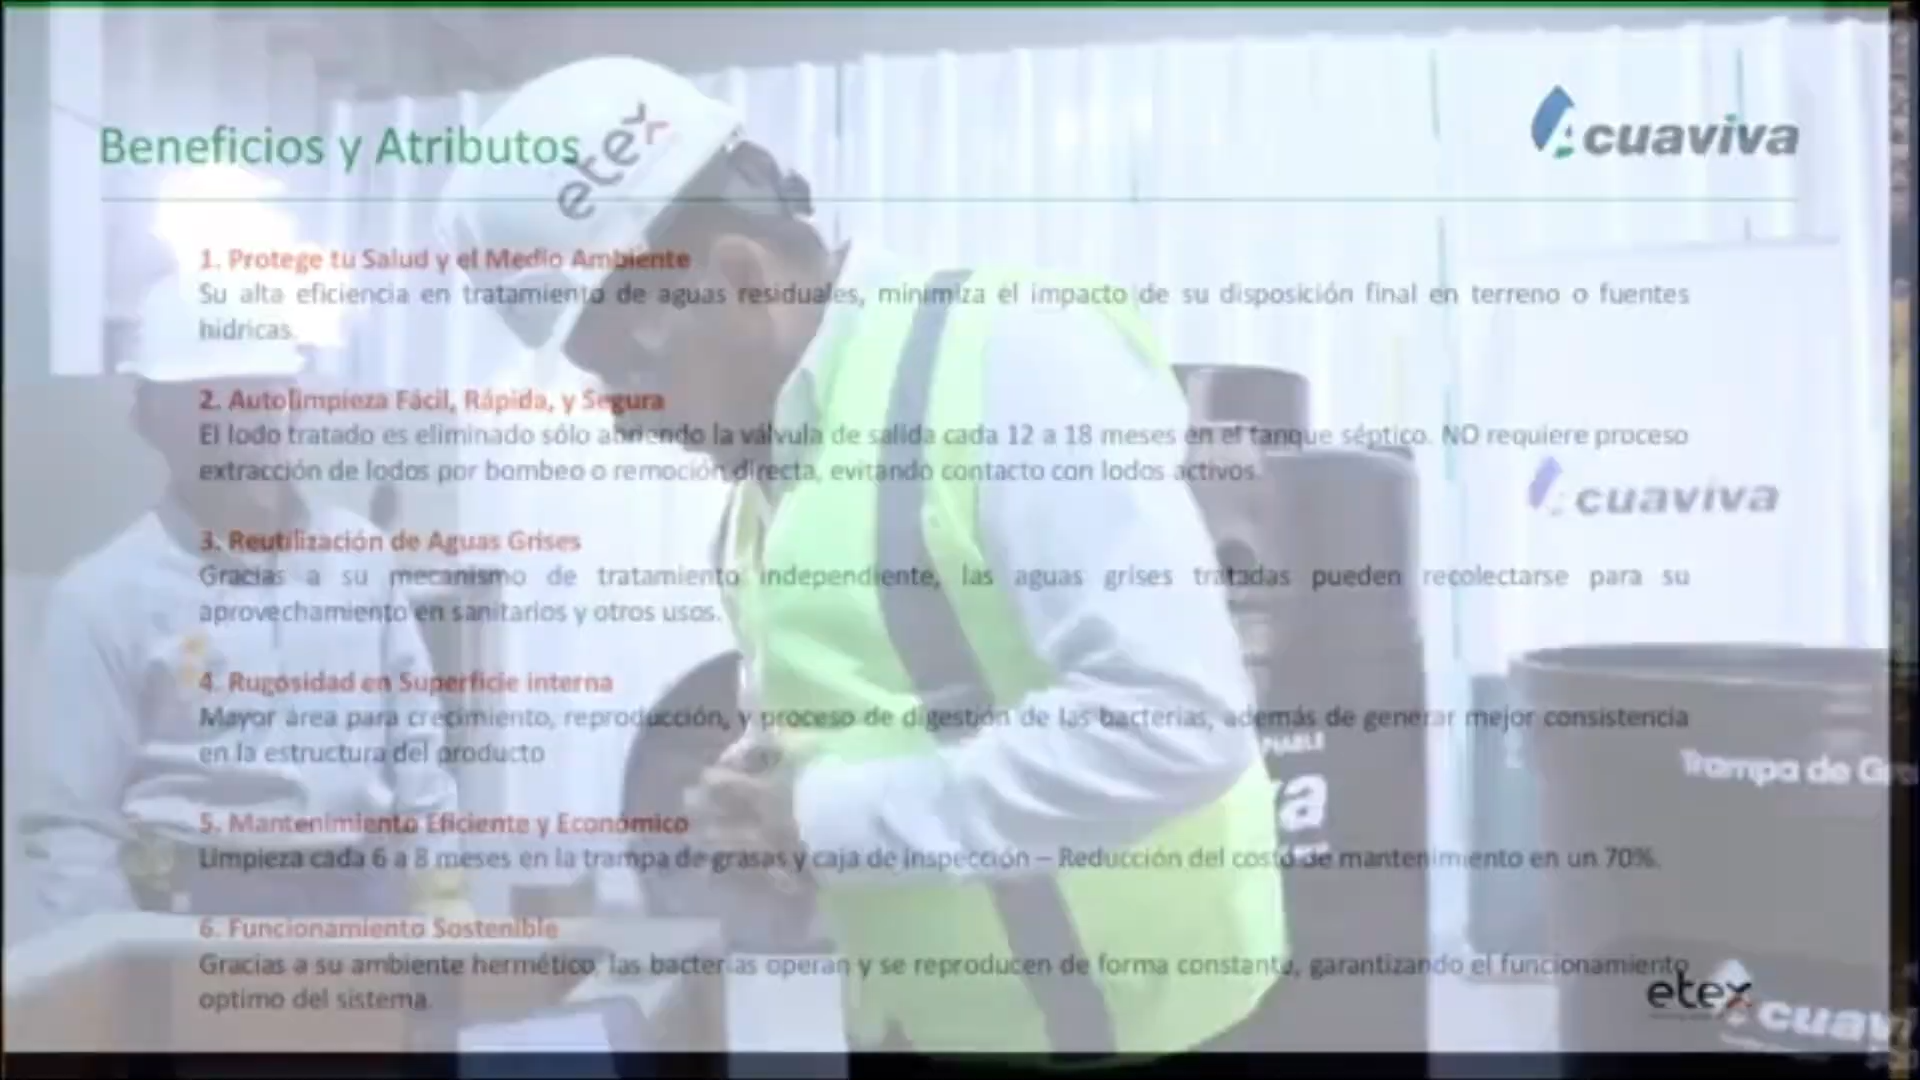 Beneficios y Atributos
etex
Acuaviva
1. Protege tu Salud y el Medio Ambiente
Su alta eficiencia en tratamiento de aguas residuales, minimiza el impacto de su disposición final en terreno o fuentes
hídricas.
2. Autolimpieza Fácil, Rápida, y Segura
El lodo tratado es eliminado sólo abriendo la válvula de salida cada 12 a 18 meses en el tanque séptico. NO requiere proceso
extracción de lodos por bombeo o remoción directa, evitando contacto con lodos activos.
Acuaviva
3. Reutilización de Aguas Grises
Gracias a su mecanismo de tratamiento independiente, las aguas grises tratadas pueden recolectarse para su
aprovechamiento en sanitarios y otros usos.
4. Rugosidad en Superficie interna
Mayor área para crecimiento, reproducción, y proceso de digestión de las bacterias, además de generar mejor consistencia
en la estructura del producto
Trampa de Gra
5. Mantenimiento Eficiente y Económico
Limpieza cada 6 a 8 meses en la trampa de grasas y caja de Inspección – Reducción del costo de mantenimiento en un 70%.
6. Funcionamiento Sostenible
Gracias a su ambiente hermético, las bacterias operan y se reproducen de forma constante, garantizando el funcionamiento
optimo del sistema.
etex
cuavi